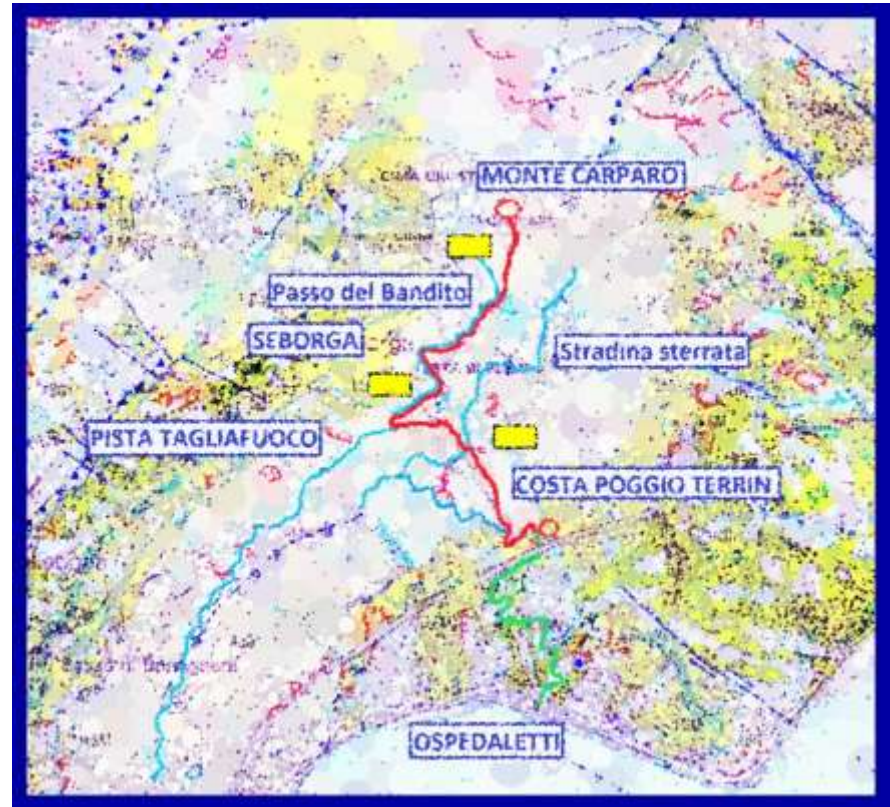 MONTE CARPARO
Passo del Bandito
SEBORGA
Stradina sterrata
PISTA TAGLIAFUOCO
COSTA POGGIO TERRIN
OSPEDALETTI